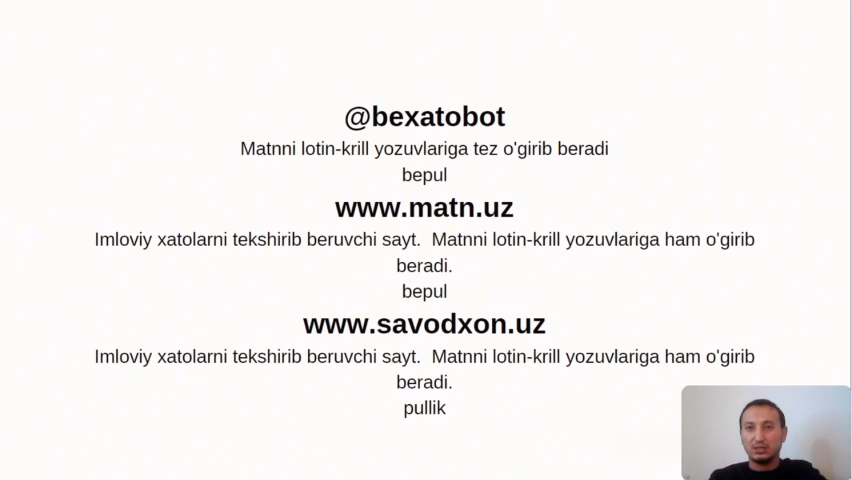 @bexatobot
Matnni lotin-krill yozuvlariga tez o'girib beradi
bepul
www.matn.uz
Imloviy xatolarni tekshirib beruvchi sayt.  Matnni lotin-krill yozuvlariga ham o'girib
beradi.
bepul
www.savodxon.uz
Imloviy xatolarni tekshirib beruvchi sayt.  Matnni lotin-krill yozuvlariga ham o'girib
beradi.
pullik